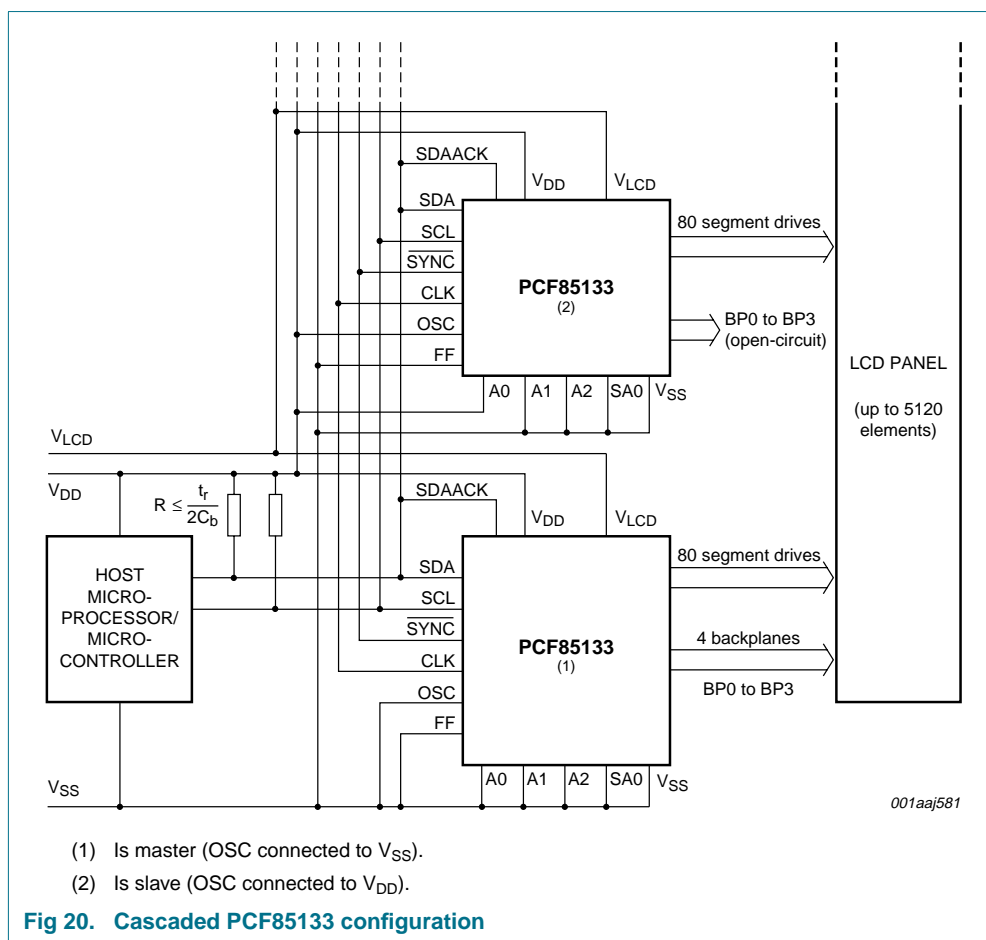 SDAACK
VDD
VLCD
SDA
SCL
SYNC
CLK
OSC
FF
PCF85133
(2)
80 segment drives
BP0 to BP3
(open-circuit)
A0 A1 A2 SA0 VSS
LCD PANEL
(up to 5120
elements)
VLCD
VDD
R ≤ tr/2Cb
HOST
MICRO-
PROCESSOR/
MICRO-
CONTROLLER
VSS
SDAACK
VDD
VLCD
SDA
SCL
SYNC
CLK
OSC
FF
PCF85133
(1)
80 segment drives
4 backplanes
BP0 to BP3
A0 A1 A2 SA0 VSS
001aaj581
(1) Is master (OSC connected to VSS).
(2) Is slave (OSC connected to VDD).
Fig 20. Cascaded PCF85133 configuration